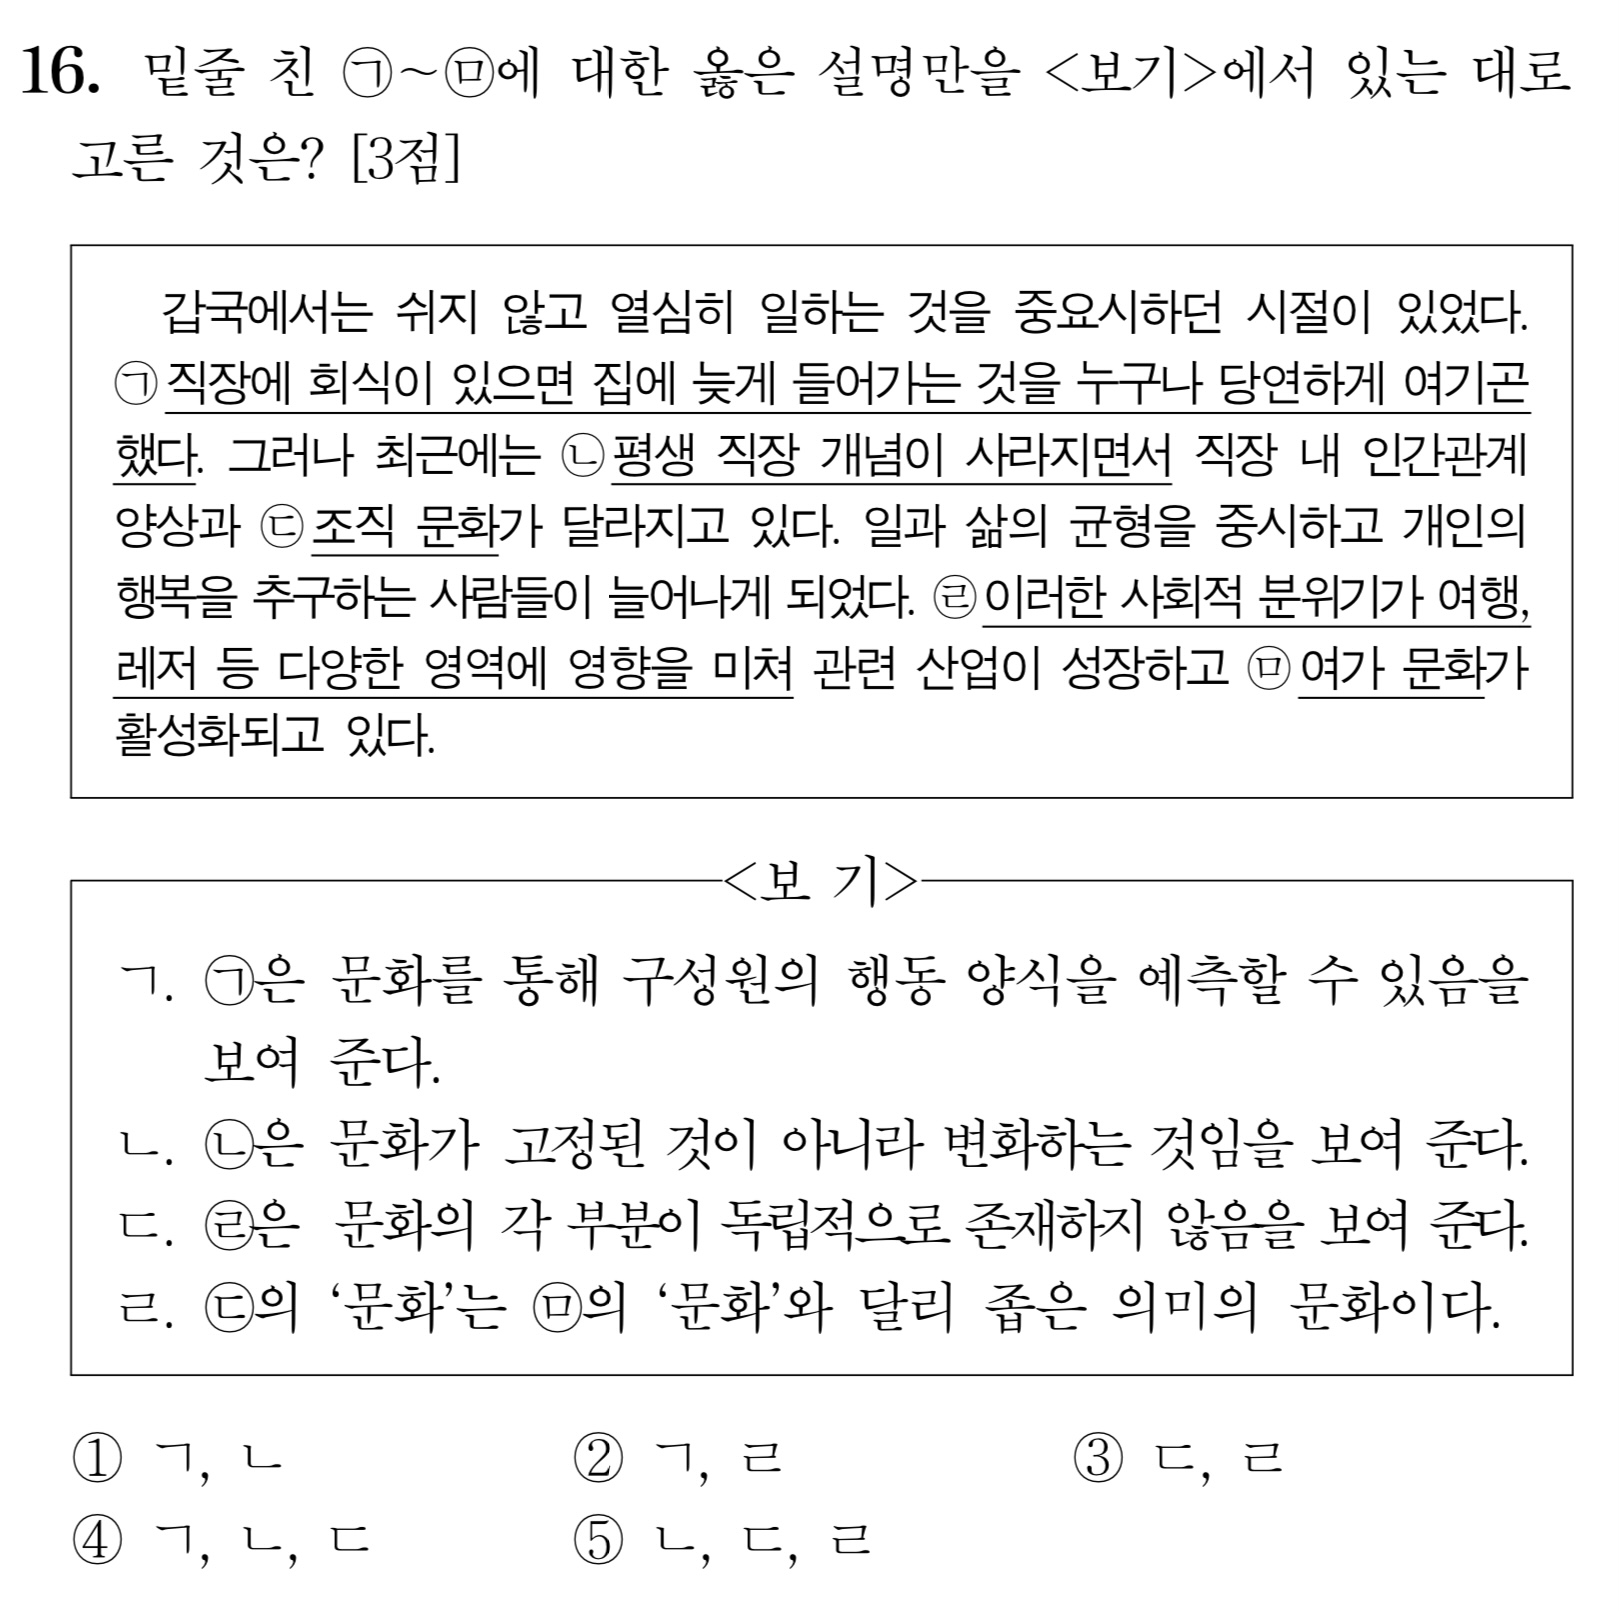 16. 밑줄 친 ㉠～㉤에 대한 옳은 설명만을 <보기>에서 있는 대로
고른 것은? [3점]
갑국에서는 쉬지 않고 열심히 일하는 것을 중요시하던 시절이 있었다.
㉠직장에 회식이 있으면 집에 늦게 들어가는 것을 누구나 당연하게 여기곤
했다. 그러나 최근에는 ㉡평생 직장 개념이 사라지면서 직장 내 인간관계
양상과 ㉢조직 문화가 달라지고 있다. 일과 삶의 균형을 중시하고 개인의
행복을 추구하는 사람들이 늘어나게 되었다. ㉣이러한 사회적 분위기가 여행,
레저 등 다양한 영역에 영향을 미쳐 관련 산업이 성장하고 ㉤여가 문화가
활성화되고 있다.
<보 기>
ㄱ. ㉠은 문화를 통해 구성원의 행동 양식을 예측할 수 있음을
보여 준다.
ㄴ. ㉡은 문화가 고정된 것이 아니라 변화하는 것임을 보여 준다.
ㄷ. ㉣은 문화의 각 부분이 독립적으로 존재하지 않음을 보여 준다.
ㄹ. ㉢의 ‘문화’는 ㉤의 ‘문화’와 달리 좁은 의미의 문화이다.
① ㄱ, ㄴ ② ㄱ, ㄹ ③ ㄷ, ㄹ
④ ㄱ, ㄴ, ㄷ ⑤ ㄴ, ㄷ, ㄹ